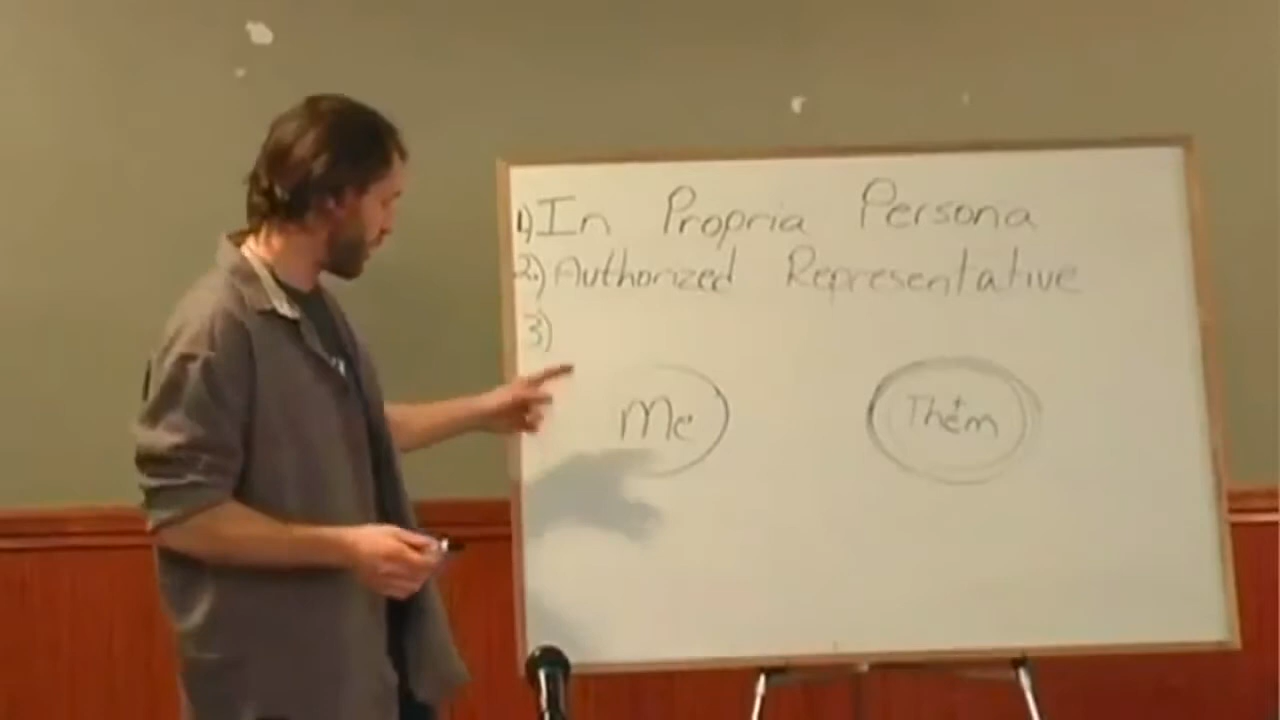 1) In Propria Persona
2.) Authorized Representative
3)
Me
Them